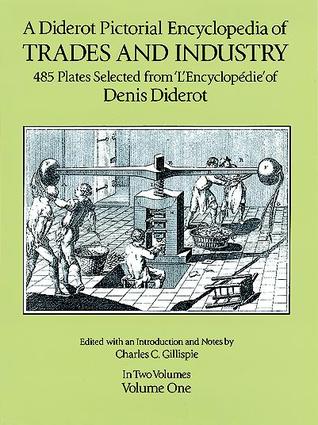 A Diderot Pictorial Encyclopedia of
TRADES AND INDUSTRY
485 Plates Selected from 'L'Encyclopédie' of
Denis Diderot
Edited with an Introduction and Notes by
Charles C. Gillispie
In Two Volumes
Volume One